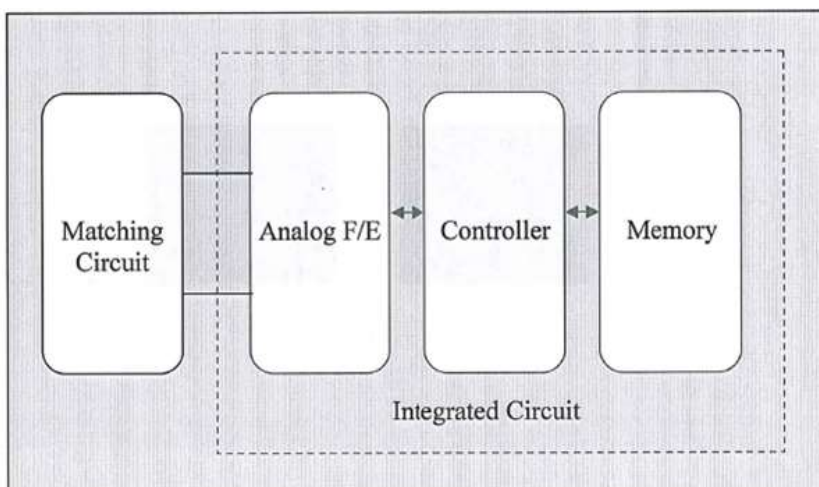 Matching
Circuit
Analog F/E
Controller
Memory
Integrated Circuit